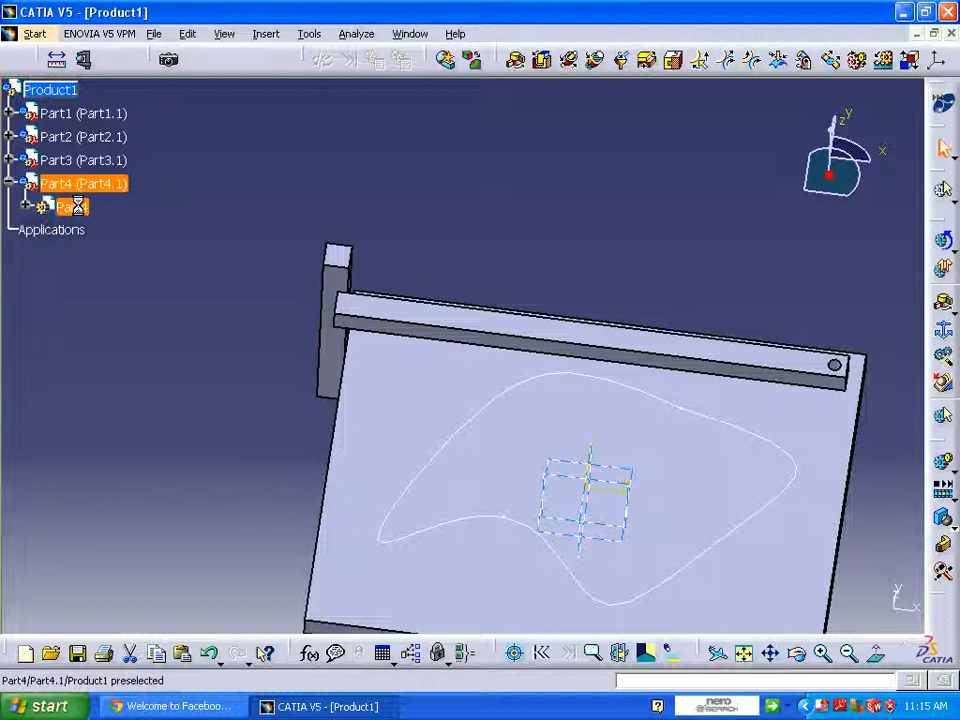 CATIA V5 - [Product1]
Start ENOVIA V5 VPM File Edit View Insert Tools Analyze Window Help
Product1
Part1 (Part1.1)
Part2 (Part2.1)
Part3 (Part3.1)
Part4 (Part4.1)
Applications
z y
x
z
x
f(x)
CATIA
Part4/Part4.1/Product1 preselected
start Welcome to Faceboo... CATIA V5 - [Product1] nero SEARCH 11:15 AM